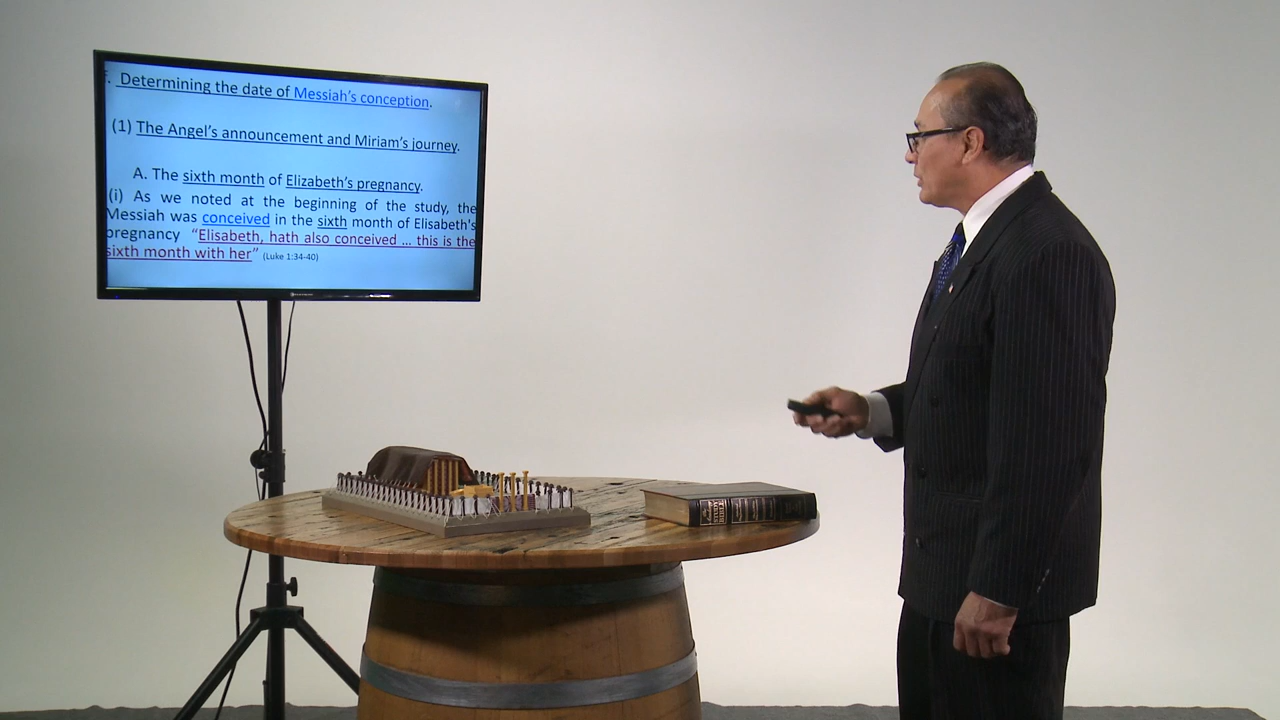 f. Determining the date of Messiah's conception.
(1) The Angel's announcement and Miriam's journey.
A. The sixth month of Elizabeth's pregnancy.
(i) As we noted at the beginning of the study, the
Messiah was conceived in the sixth month of Elisabeth's
pregnancy "Elisabeth, hath also conceived ... this is the
sixth month with her" (Luke 1:34-40)
STUDY
BIBLE